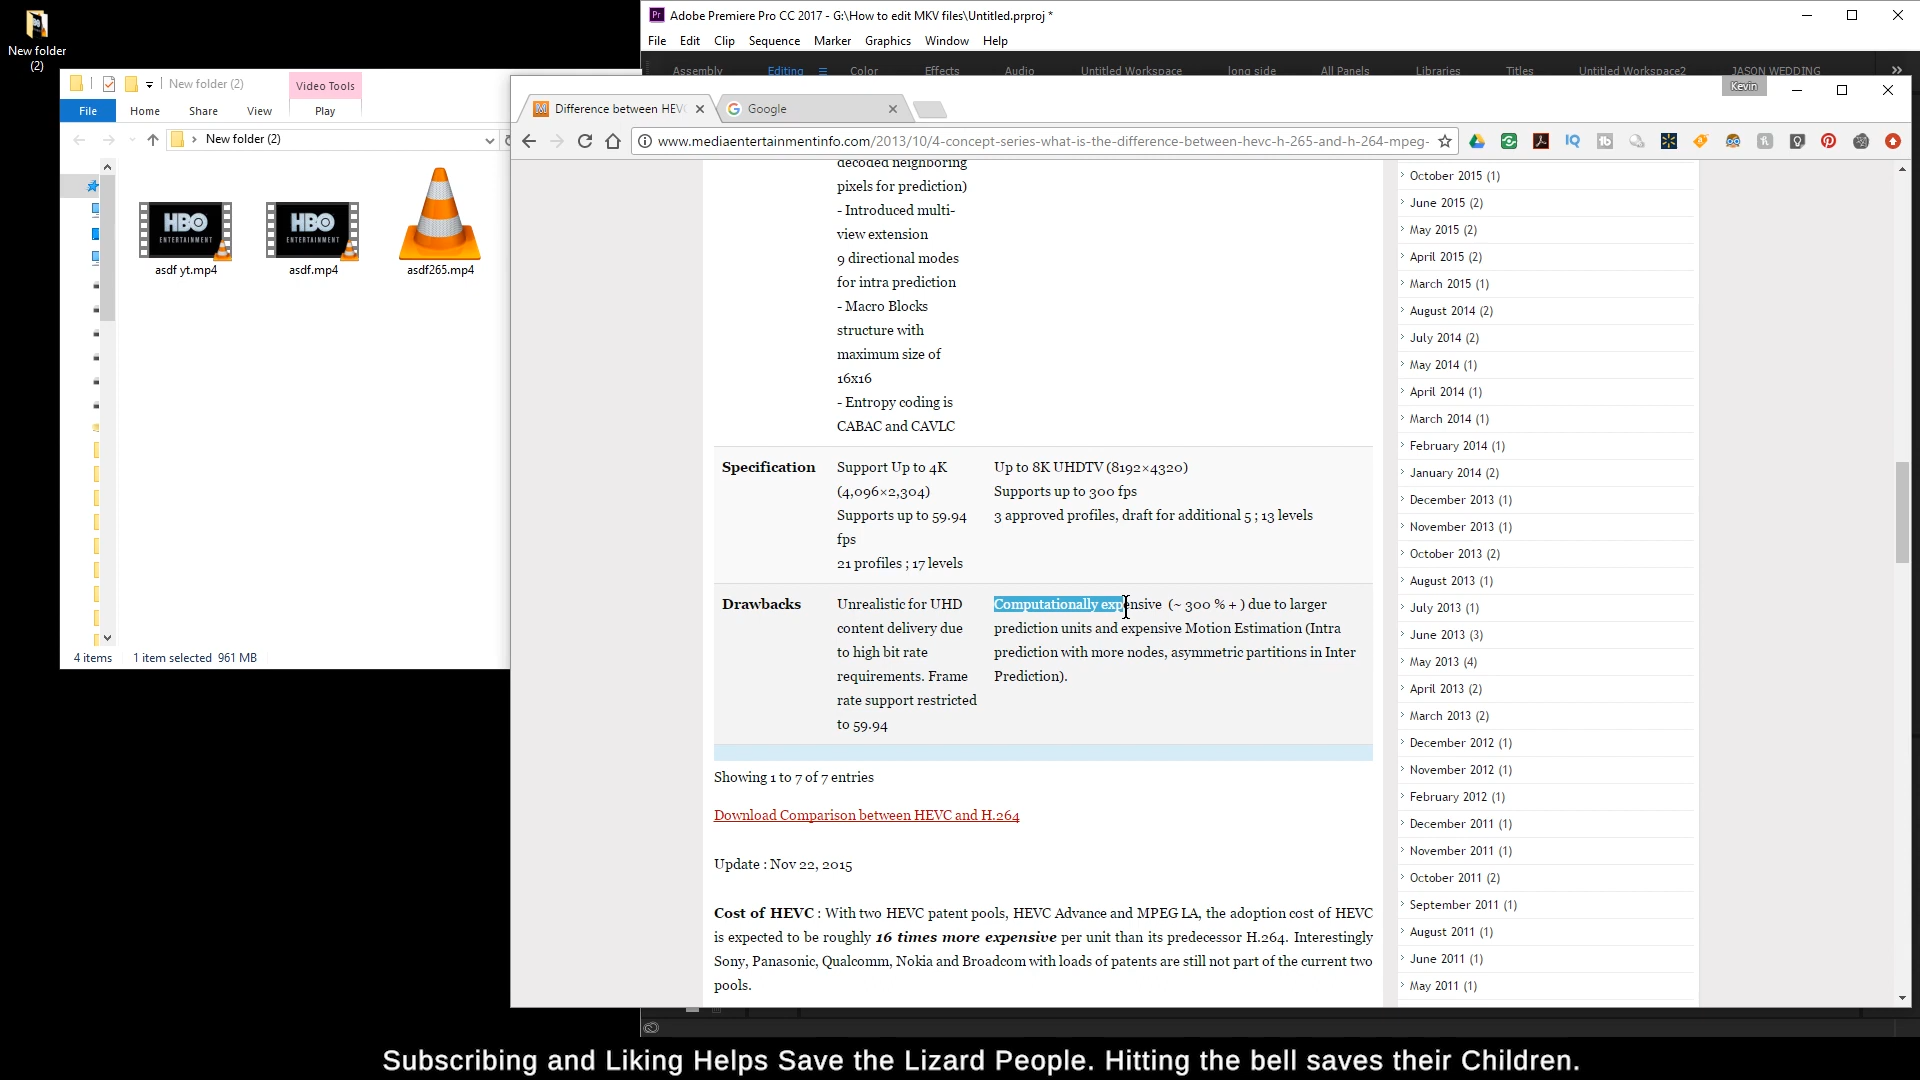 New folder
(2)
Adobe Premiere Pro CC 2017 - G:\How to edit MKV files\Untitled.prproj *
File Edit Clip Sequence Marker Graphics Window Help
Assembly Editing Color Effects Audio Untitled Workspace long side All Panels Libraries Titles Untitled Workspace2 JASON WEDDING
New folder (2)
Video Tools
File Home Share View Play
New folder (2)
HBO
ENTERTAINMENT
HBO
ENTERTAINMENT
asdf yt.mp4 asdf.mp4 asdf265.mp4
4 items 1 item selected 961 MB
Kevin
Difference between HEV
Google
www.mediaentertainmentinfo.com/2013/10/4-concept-series-what-is-the-difference-between-hevc-h-265-and-h-264-mpeg-
decoded neighboring
pixels for prediction)
- Introduced multi-
view extension
9 directional modes
for intra prediction
- Macro Blocks
structure with
maximum size of
16x16
- Entropy coding is
CABAC and CAVLC
Specification
Support Up to 4K
(4,096×2,304)
Supports up to 59.94
fps
21 profiles ; 17 levels
Up to 8K UHDTV (8192×4320)
Supports up to 300 fps
3 approved profiles, draft for additional 5 ; 13 levels
Drawbacks
Unrealistic for UHD
content delivery due
to high bit rate
requirements. Frame
rate support restricted
to 59.94
Computationally expensive (~ 300 % + ) due to larger
prediction units and expensive Motion Estimation (Intra
prediction with more nodes, asymmetric partitions in Inter
Prediction).
Showing 1 to 7 of 7 entries
Download Comparison between HEVC and H.264
Update : Nov 22, 2015
Cost of HEVC : With two HEVC patent pools, HEVC Advance and MPEG LA, the adoption cost of HEVC
is expected to be roughly 16 times more expensive per unit than its predecessor H.264. Interestingly
Sony, Panasonic, Qualcomm, Nokia and Broadcom with loads of patents are still not part of the current two
pools.
October 2015 (1)
June 2015 (2)
May 2015 (2)
April 2015 (2)
March 2015 (1)
August 2014 (2)
July 2014 (2)
May 2014 (1)
April 2014 (1)
March 2014 (1)
February 2014 (1)
January 2014 (2)
December 2013 (1)
November 2013 (1)
October 2013 (2)
August 2013 (1)
July 2013 (1)
June 2013 (3)
May 2013 (4)
April 2013 (2)
March 2013 (2)
December 2012 (1)
November 2012 (1)
February 2012 (1)
December 2011 (1)
November 2011 (1)
October 2011 (2)
September 2011 (1)
August 2011 (1)
June 2011 (1)
May 2011 (1)
Subscribing and Liking Helps Save the Lizard People. Hitting the bell saves their Children.